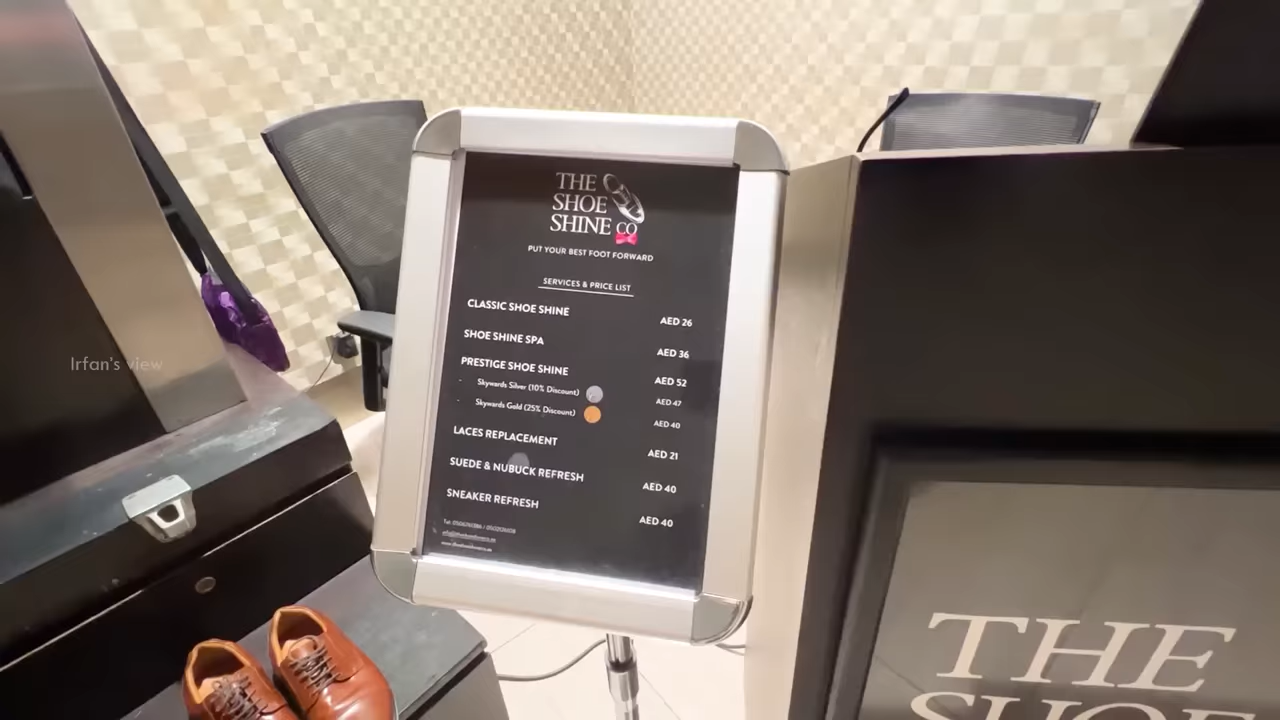 THE
SHOE
SHINE CO
PUT YOUR BEST FOOT FORWARD
SERVICES & PRICE LIST
CLASSIC SHOE SHINE AED 26
SHOE SHINE SPA AED 36
PRESTIGE SHOE SHINE AED 52
- Skywards Silver (10% Discount) AED 47
- Skywards Gold (25% Discount) AED 40
LACES REPLACEMENT AED 21
SUEDE & NUBUCK REFRESH AED 40
SNEAKER REFRESH AED 40
Irfan's view
THE
SHOE